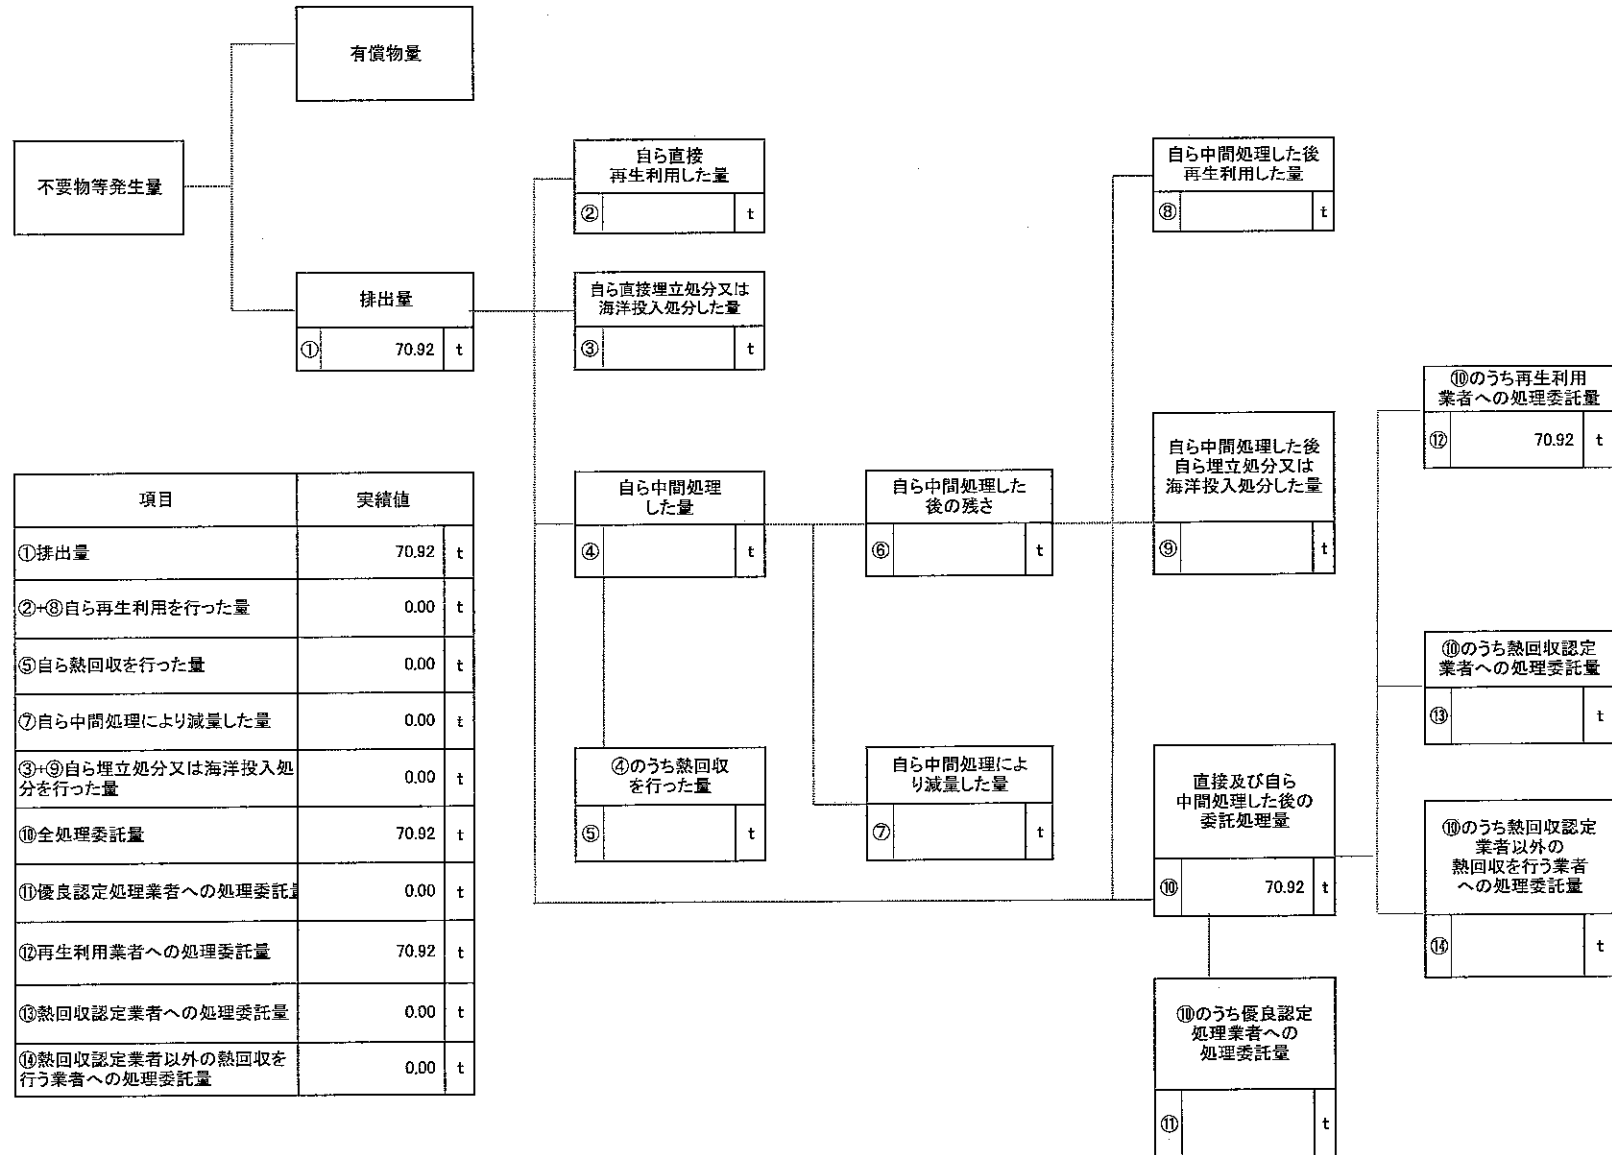 有償物量
不要物等発生量
排出量
① 70.92 t
自ら直接
再生利用した量
② t
自ら直接埋立処分又は
海洋投入処分した量
③ t
自ら中間処理
した量
④ t
④のうち熱回収
を行った量
⑤ t
自ら中間処理した
後の残さ
⑥ t
自ら中間処理によ
り減量した量
⑦ t
自ら中間処理した後
再生利用した量
⑧ t
自ら中間処理した後
自ら埋立処分又は
海洋投入処分した量
⑨ t
直接及び自ら
中間処理した後の
委託処理量
⑩ 70.92 t
⑩のうち優良認定
処理業者への
処理委託量
⑪ t
⑩のうち再生利用
業者への処理委託量
⑫ 70.92 t
⑩のうち熱回収認定
業者への処理委託量
⑬ t
⑩のうち熱回収認定
業者以外の
熱回収を行う業者
への処理委託量
⑭ t
項目 実績値
①排出量 70.92 t
②+⑧自ら再生利用を行った量 0.00 t
⑤自ら熱回収を行った量 0.00 t
⑦自ら中間処理により減量した量 0.00 t
③+⑨自ら埋立処分又は海洋投入処
分を行った量 0.00 t
⑩全処理委託量 70.92 t
⑪優良認定処理業者への処理委託量 0.00 t
⑫再生利用業者への処理委託量 70.92 t
⑬熱回収認定業者への処理委託量 0.00 t
⑭熱回収認定業者以外の熱回収を
行う業者への処理委託量 0.00 t